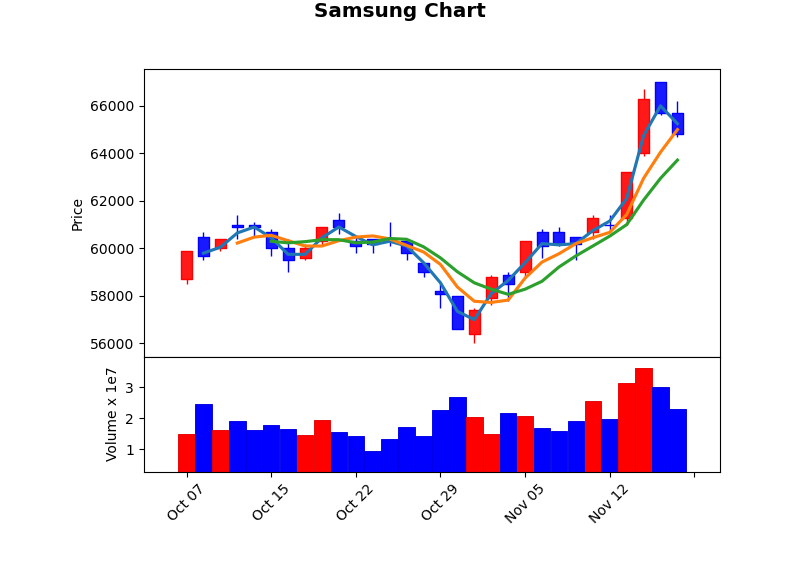 Samsung Chart
Price
66000
64000
62000
60000
58000
56000
Volume x 1e7
3
2
1
Oct 07
Oct 15
Oct 22
Oct 29
Nov 05
Nov 12